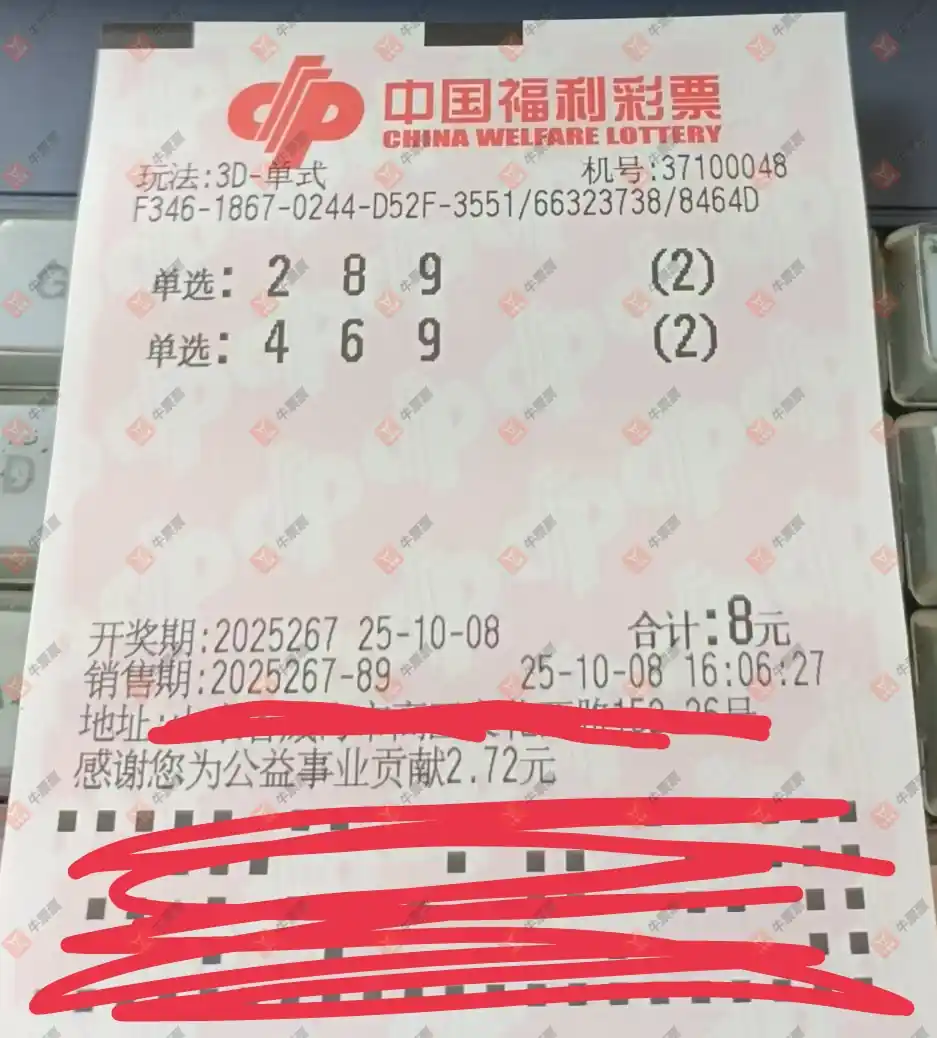 中国福利彩票
CHINA WELFARE LOTTERY
玩法:3D-单式 机号:37100048
F346-1867-0244-D52F-3551/66323738/8464D
单选: 2 8 9 (2)
单选: 4 6 9 (2)
开奖期:2025267 25-10-08 合计:8元
销售期:2025267-89 25-10-08 16:06:27
地址:
感谢您为公益事业贡献2.72元
牛票票